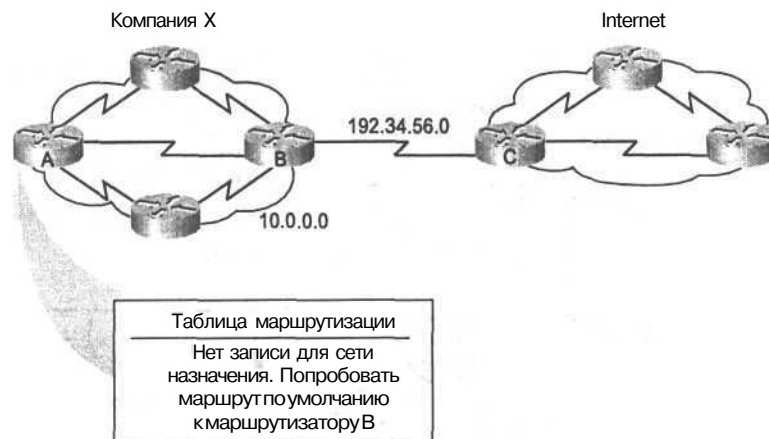 Компания X
Internet
192.34.56.0
A
B
C
10.0.0.0
Таблица маршрутизации
Нет записи для сети
назначения. Попробовать
маршрут по умолчанию
к маршрутизатору B